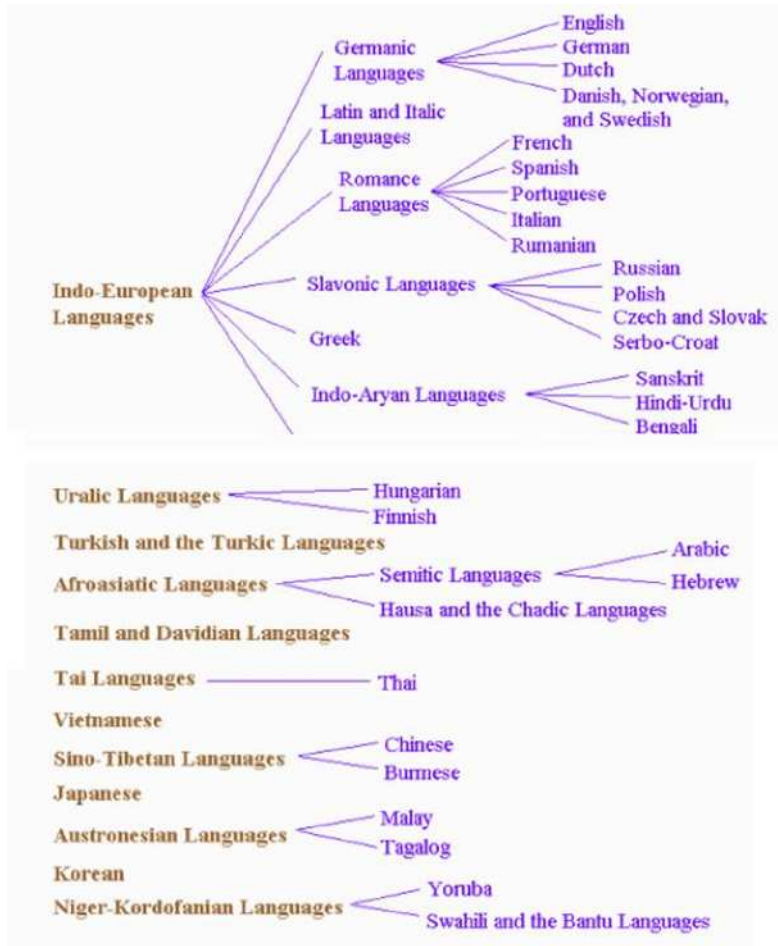 English
Germanic
Languages
German
Dutch
Danish, Norwegian,
and Swedish
Latin and Italic
Languages
French
Spanish
Romance
Languages
Portuguese
Italian
Rumanian
Indo-European
Languages
Slavonic Languages
Russian
Polish
Czech and Slovak
Serbo-Croat
Greek
Indo-Aryan Languages
Sanskrit
Hindi-Urdu
Bengali
Uralic Languages
Hungarian
Finnish
Turkish and the Turkic Languages
Afroasiatic Languages
Semitic Languages
Arabic
Hebrew
Hausa and the Chadic Languages
Tamil and Davidian Languages
Tai Languages
Thai
Vietnamese
Sino-Tibetan Languages
Chinese
Burmese
Japanese
Austronesian Languages
Malay
Tagalog
Korean
Niger-Kordofanian Languages
Yoruba
Swahili and the Bantu Languages